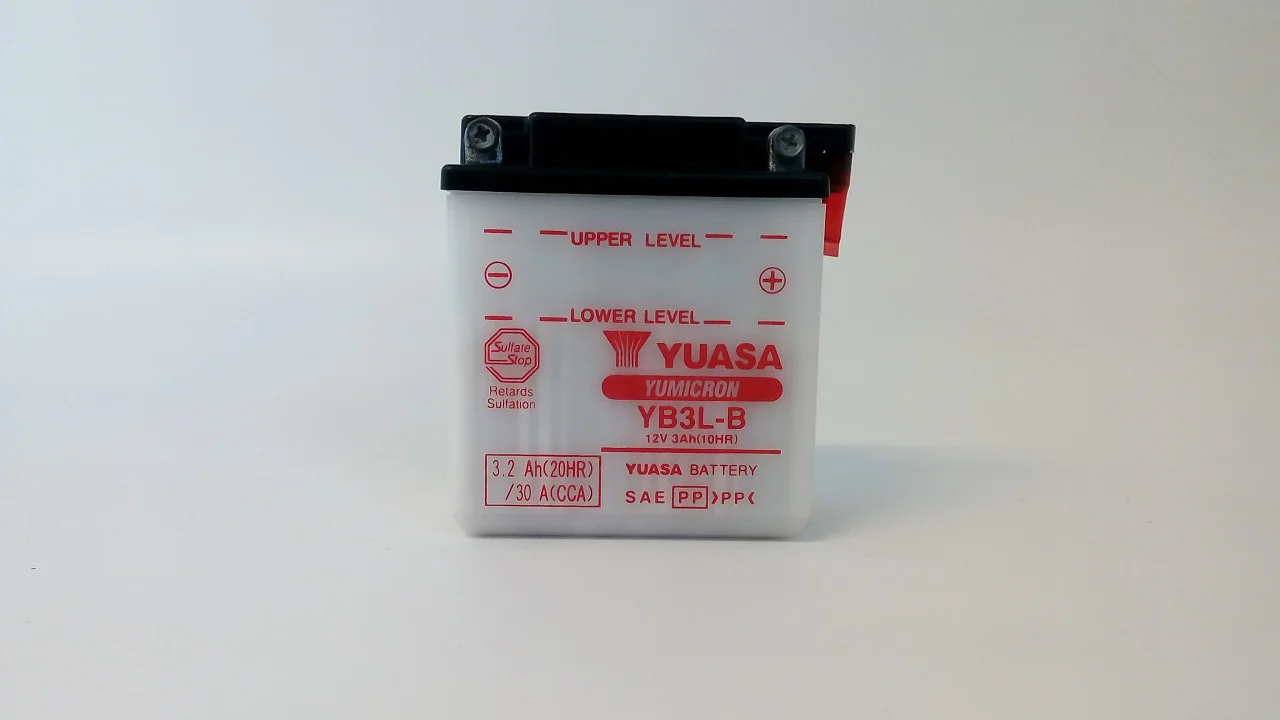 UPPER LEVEL
LOWER LEVEL
Sulfate
Stop
Retards
Sulfation
YUASA
YUMICRON
YB3L-B
12V 3Ah(10HR)
3.2 Ah(20HR)
/30 A(CCA)
YUASA BATTERY
SAE PP >PP<